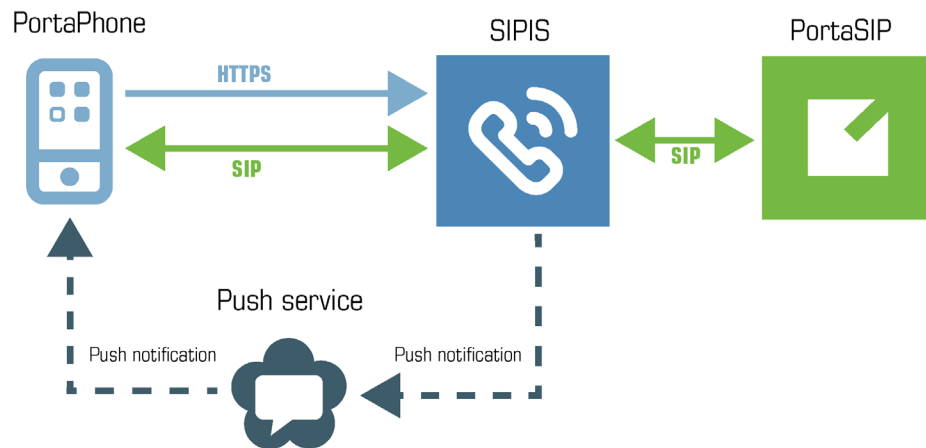 PortaPhone
SIPIS
PortaSIP
HTTPS
SIP
SIP
Push service
Push notification
Push notification